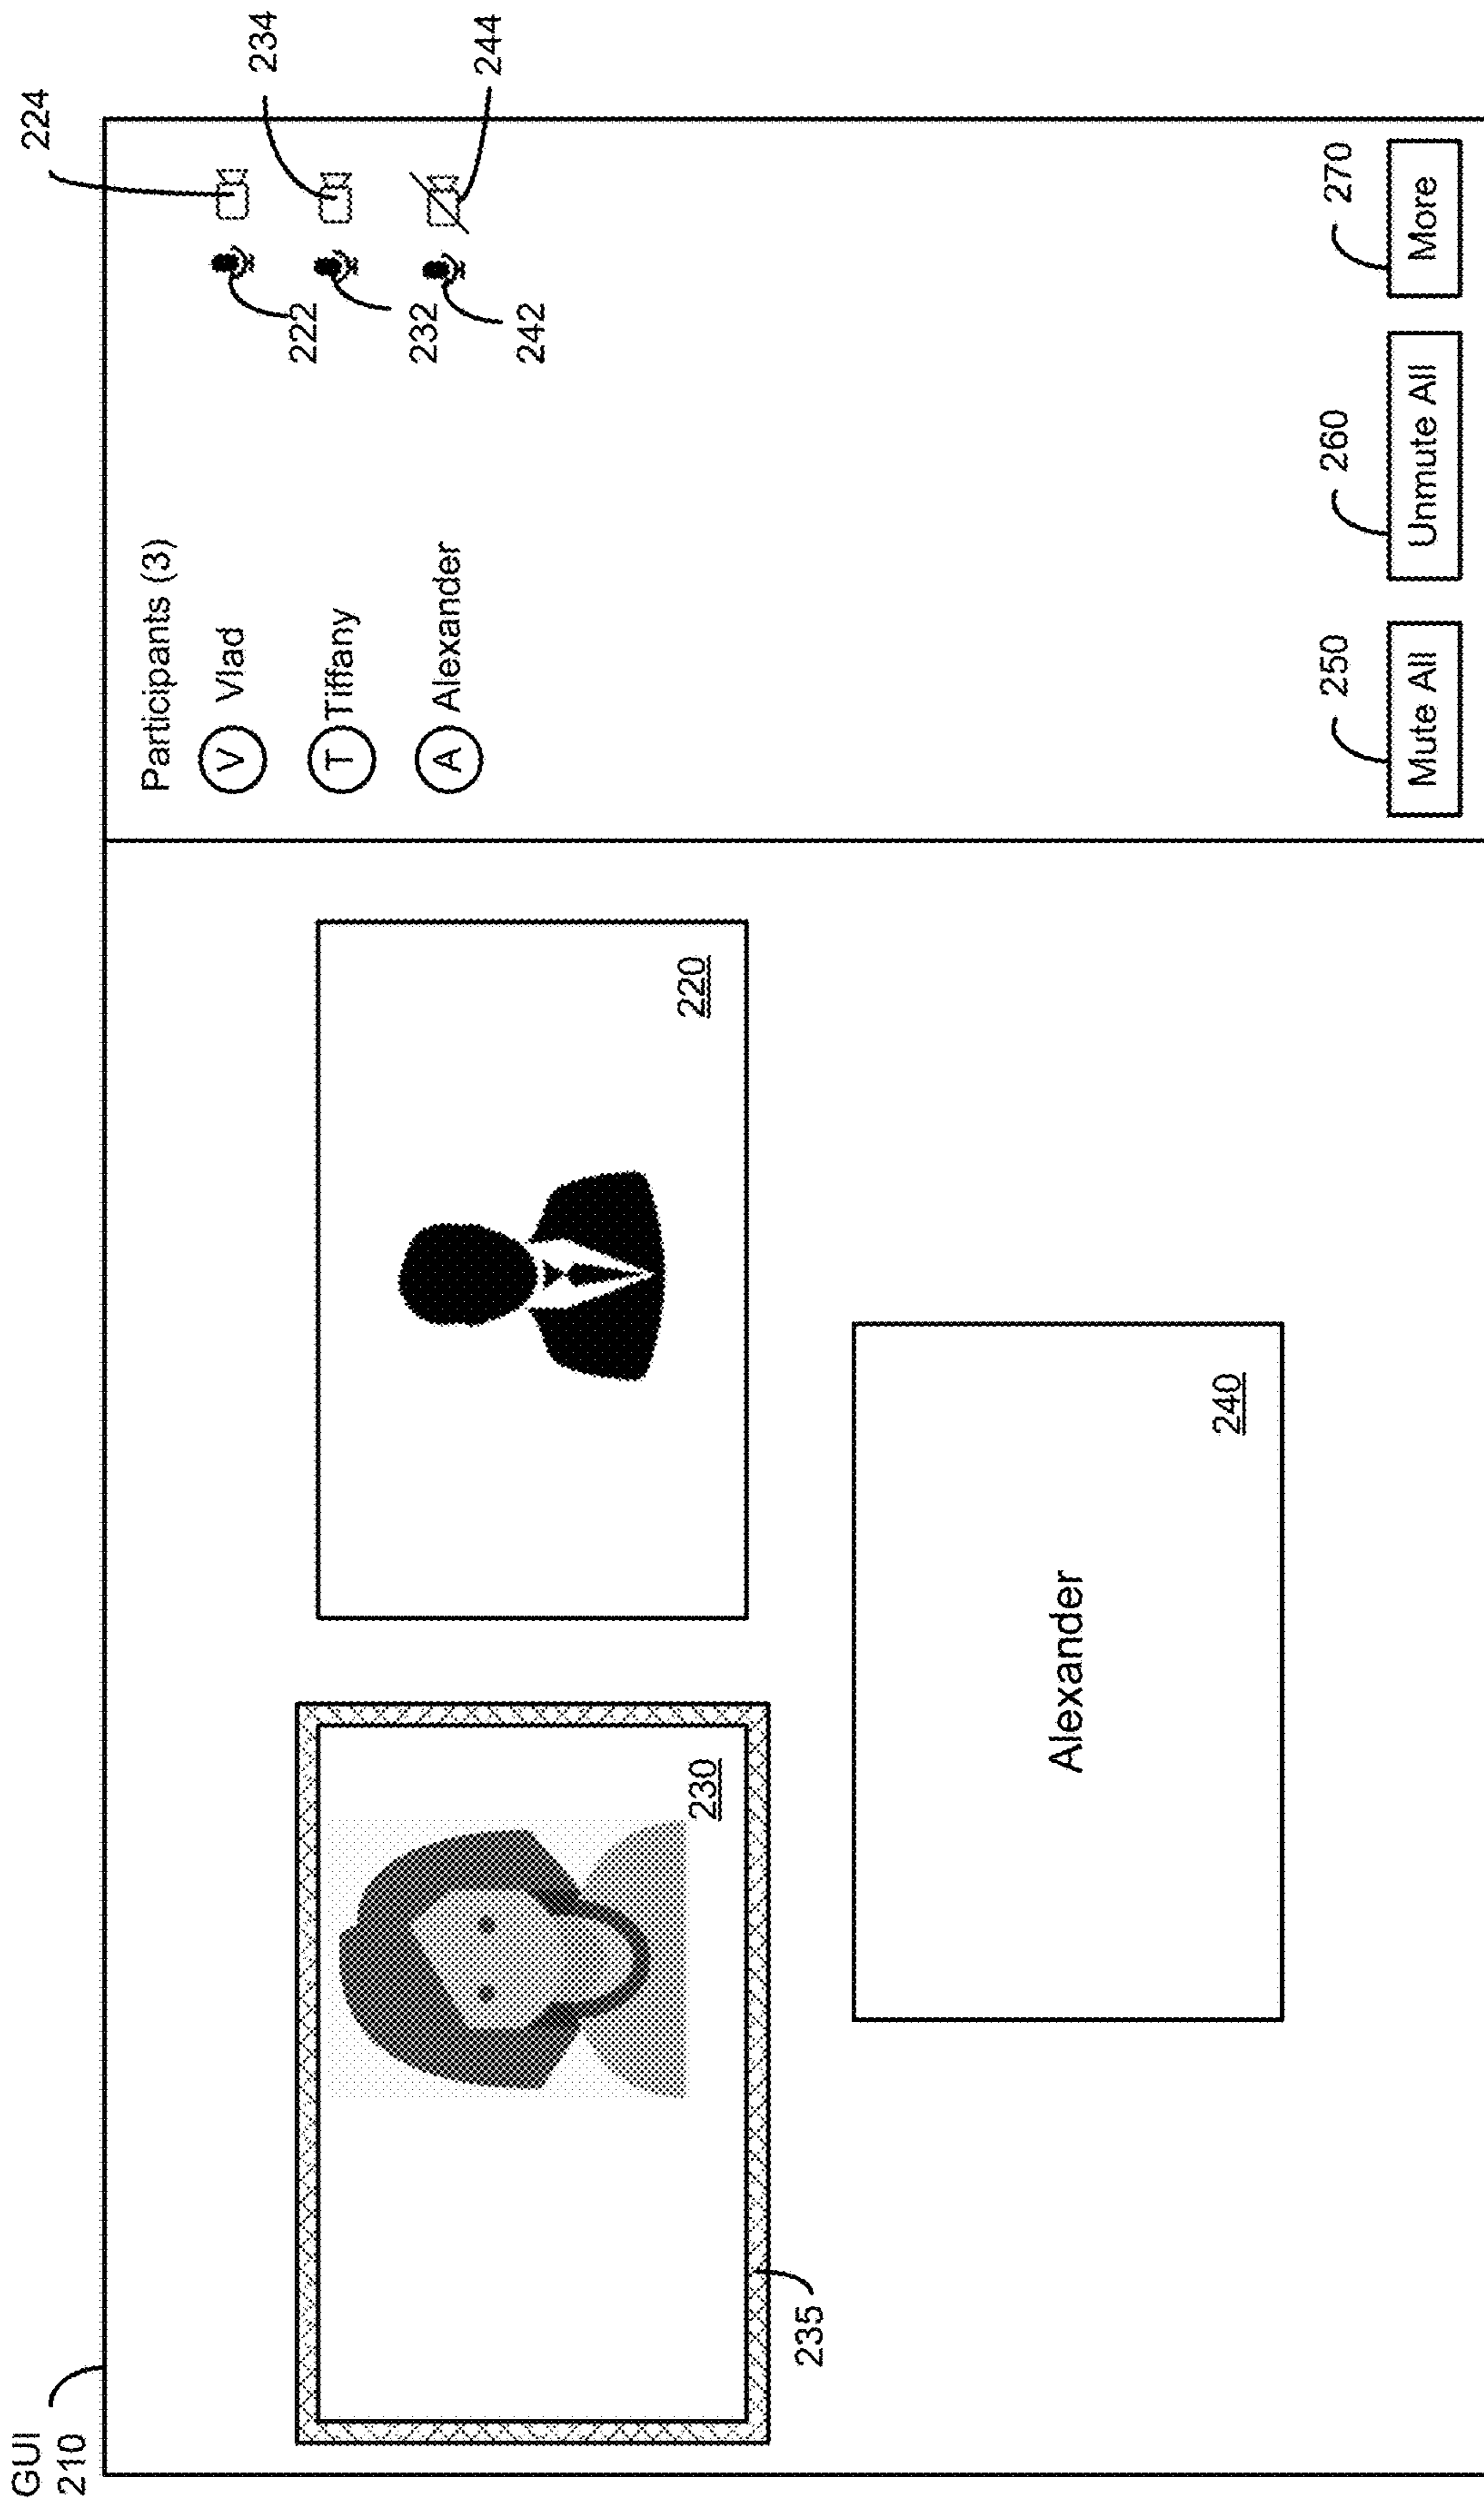 GUI
210
224
234
244
Participants (3)
V Vlad
T Tiffany
A Alexander
222
232
242
230
220
235
Alexander
240
250
260
270
Mute All
Unmute All
More